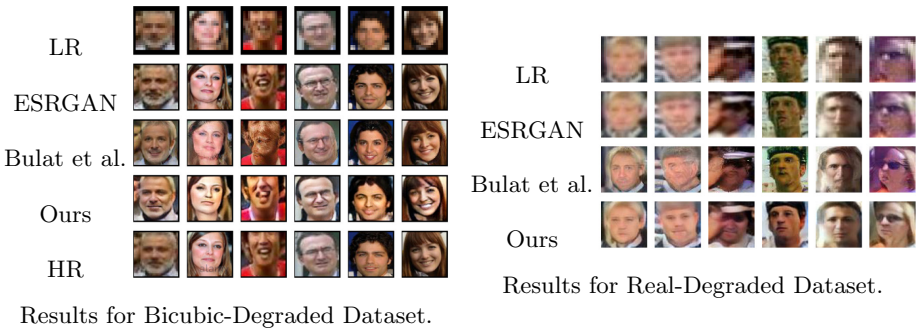 LR
ESRGAN
Bulat et al.
Ours
HR
Results for Bicubic-Degraded Dataset.
LR
ESRGAN
Bulat et al.
Ours
Results for Real-Degraded Dataset.